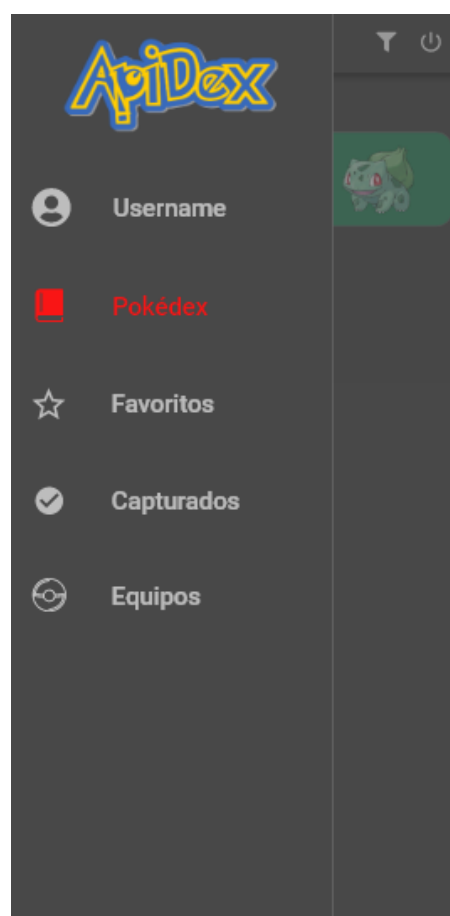 ApiDex
Username
Pokédex
Favoritos
Capturados
Equipos